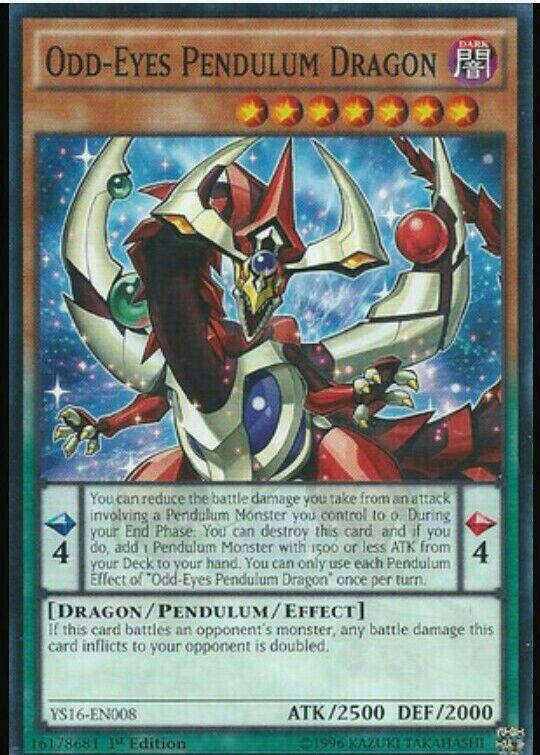 ODD-EYES PENDULUM DRAGON
DARK
闇
You can reduce the battle damage you take from an attack
involving a Pendulum Monster you control to 0. During
your End Phase: You can destroy this card, and if you
do, add 1 Pendulum Monster with 1500 or less ATK from
your Deck to your hand. You can only use each Pendulum
Effect of "Odd-Eyes Pendulum Dragon" once per turn.
4
4
[DRAGON/PENDULUM/EFFECT]
If this card battles an opponent's monster, any battle damage this
card inflicts to your opponent is doubled.
YS16-EN008
ATK/2500 DEF/2000
16178681 1st Edition
©1996 KAZUKI TAKAHASHI